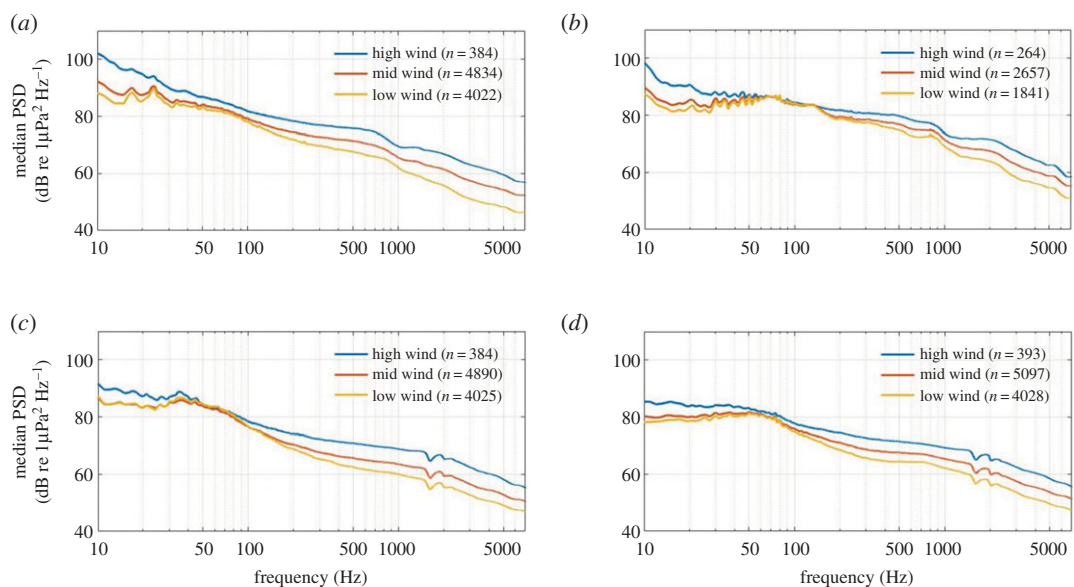 (a)
100
80
60
40
median PSD
(dB re 1μPa² Hz⁻¹)
high wind (n = 384)
mid wind (n = 4834)
low wind (n = 4022)
10 50 100 500 1000 5000
(b)
100
80
60
40
high wind (n = 264)
mid wind (n = 2657)
low wind (n = 1841)
10 50 100 500 1000 5000
(c)
100
80
60
40
median PSD
(dB re 1μPa² Hz⁻¹)
high wind (n = 384)
mid wind (n = 4890)
low wind (n = 4025)
10 50 100 500 1000 5000
frequency (Hz)
(d)
100
80
60
40
high wind (n = 393)
mid wind (n = 5097)
low wind (n = 4028)
10 50 100 500 1000 5000
frequency (Hz)